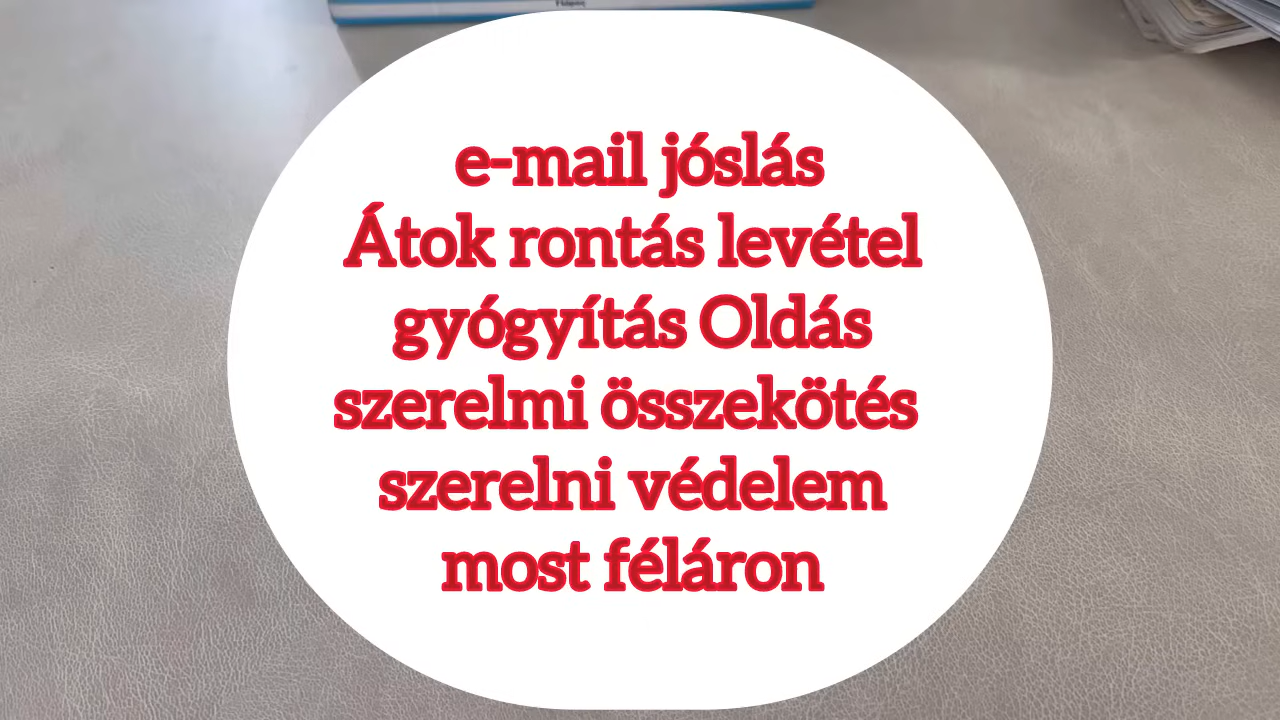 e-mail jóslás
Átok rontás levétel
gyógyítás Oldás
szerelmi összekötés
szerelni védelem
most féláron